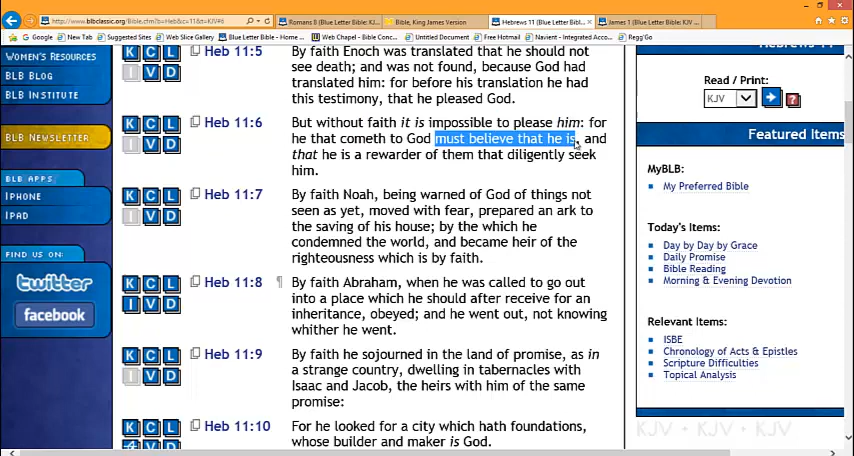 http://www.blbclassic.org/Bible.cfm?b=Heb&c=11&t=KJV#6
Romans 8 (Blue Letter Bible: KJV...
Bible, King James Version
Hebrews 11 (Blue Letter Bibl...
James 1 (Blue Letter Bible: KJV ...
Google
New Tab
Suggested Sites
Web Slice Gallery
Blue Letter Bible - Home ...
Web Chapel - Bible Conc...
Untitled Document
Free Hotmail
Navient - Integrated Acco...
Regg'Go
WOMEN'S RESOURCES
BLB BLOG
BLB INSTITUTE
BLB NEWSLETTER
BLB APPS:
IPHONE
IPAD
FIND US ON:
twitter
facebook
K C L Heb 11:5 By faith Enoch was translated that he should not
I V D see death; and was not found, because God had
translated him: for before his translation he had
this testimony, that he pleased God.
K C L Heb 11:6 But without faith it is impossible to please him: for
I V D he that cometh to God must believe that he is, and
that he is a rewarder of them that diligently seek
him.
K C L Heb 11:7 By faith Noah, being warned of God of things not
I V D seen as yet, moved with fear, prepared an ark to
the saving of his house; by the which he
condemned the world, and became heir of the
righteousness which is by faith.
K C L Heb 11:8 ¶ By faith Abraham, when he was called to go out
I V D into a place which he should after receive for an
inheritance, obeyed; and he went out, not knowing
whither he went.
K C L Heb 11:9 By faith he sojourned in the land of promise, as in
I V D a strange country, dwelling in tabernacles with
Isaac and Jacob, the heirs with him of the same
promise:
K C L Heb 11:10 For he looked for a city which hath foundations,
V D whose builder and maker is God.
Hebrews 11
Read / Print:
KJV
Featured Items
MyBLB:
My Preferred Bible
Today's Items:
Day by Day by Grace
Daily Promise
Bible Reading
Morning & Evening Devotion
Relevant Items:
ISBE
Chronology of Acts & Epistles
Scripture Difficulties
Topical Analysis
KJV • KJV • KJV